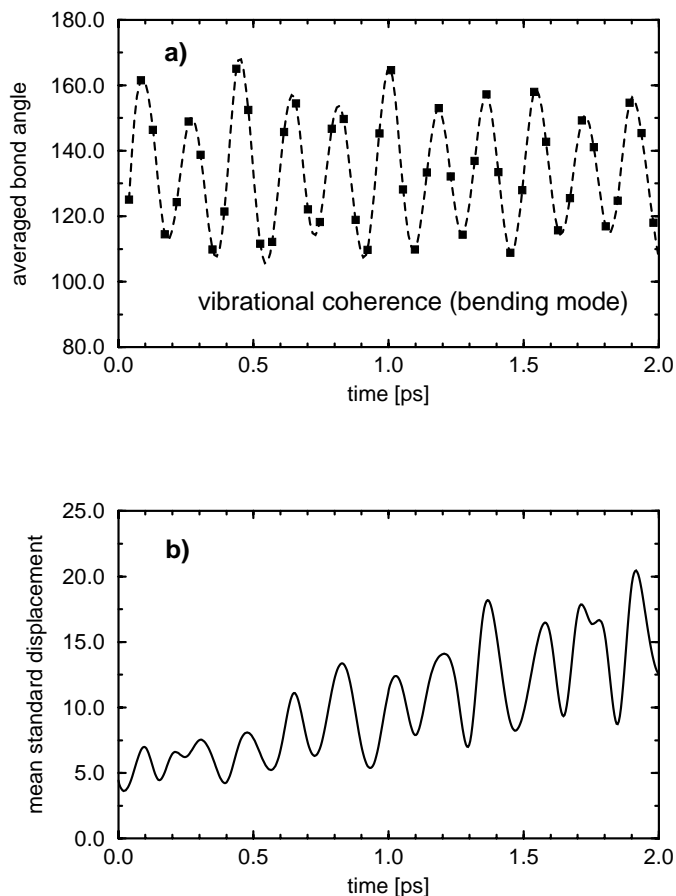 180.0
a)
160.0
140.0
120.0
100.0
vibrational coherence (bending mode)
80.0
0.0 0.5 1.0 1.5 2.0
time [ps]
averaged bond angle
25.0
b)
20.0
15.0
10.0
5.0
0.0
0.0 0.5 1.0 1.5 2.0
time [ps]
mean standard displacement